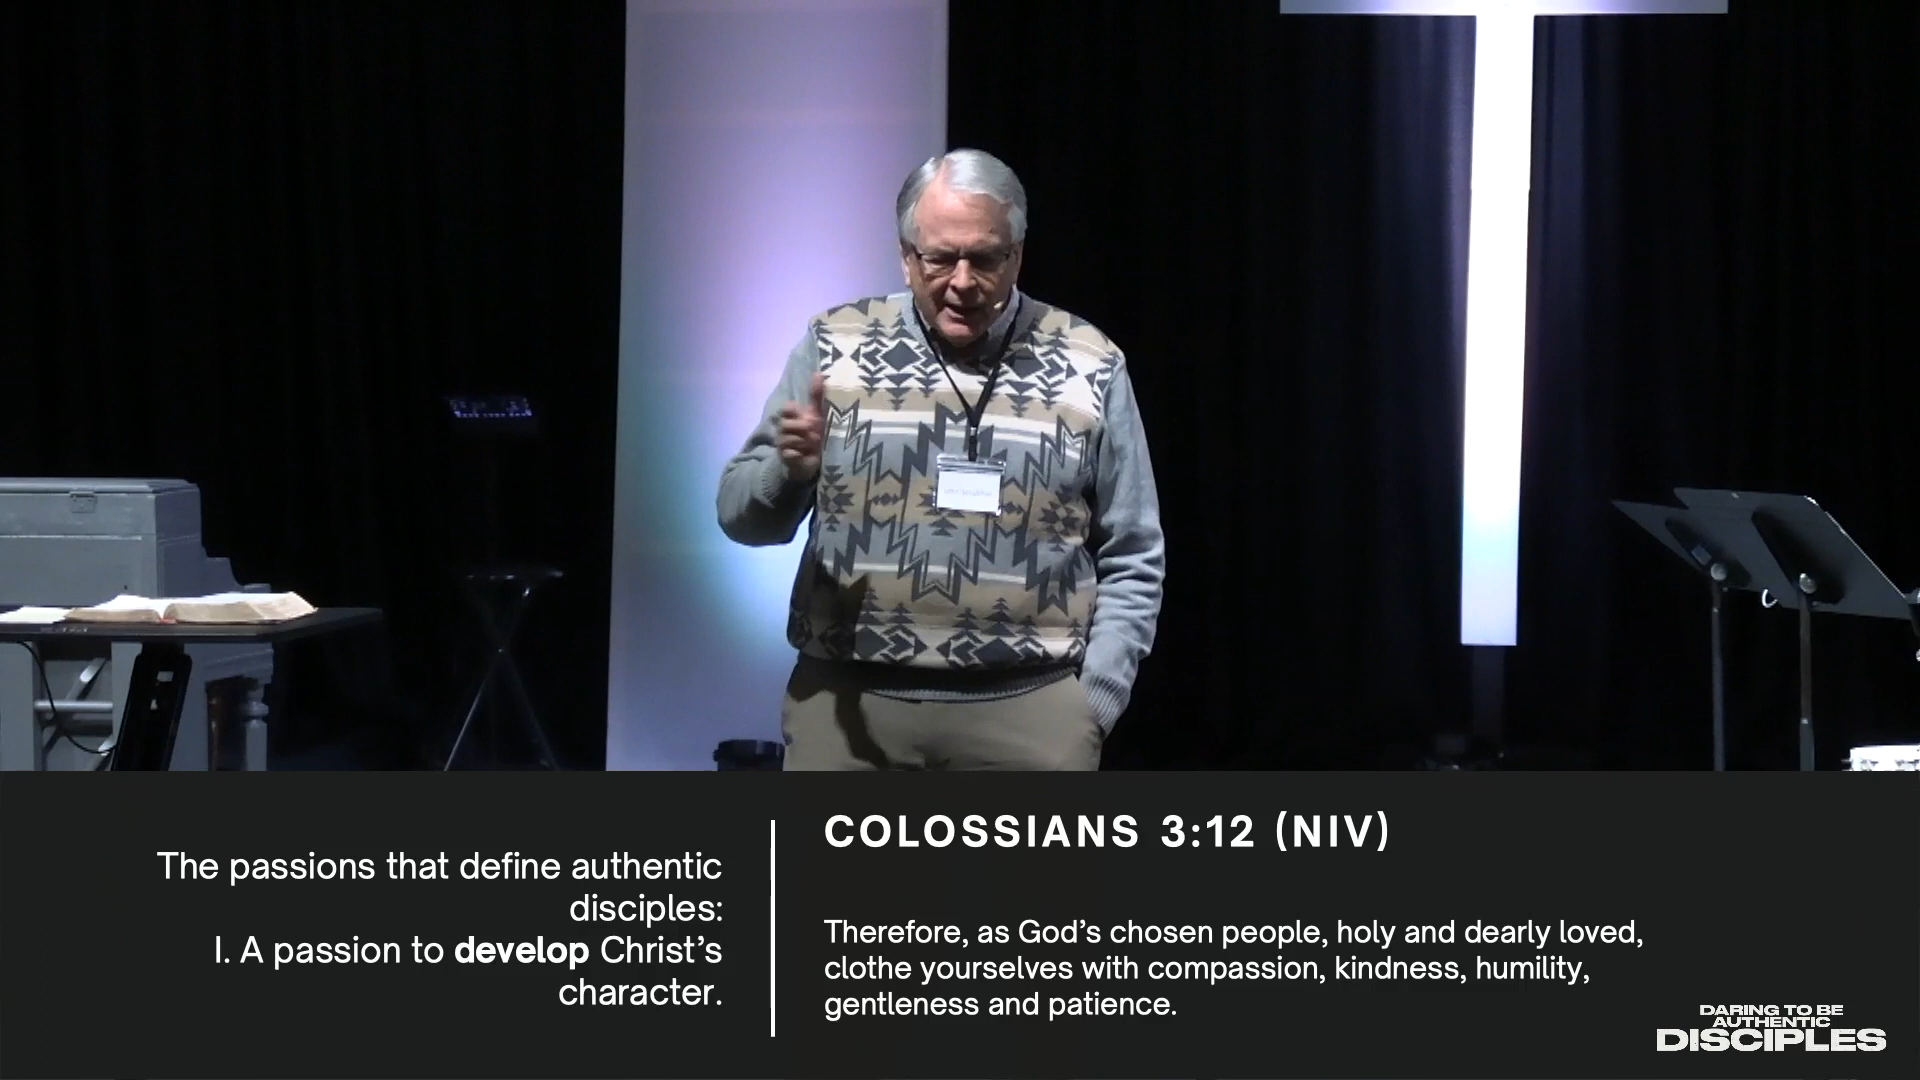 The passions that define authentic
disciples:
I. A passion to develop Christ's
character.
COLOSSIANS 3:12 (NIV)
Therefore, as God's chosen people, holy and dearly loved,
clothe yourselves with compassion, kindness, humility,
gentleness and patience.
DARING TO BE
AUTHENTIC
DISCIPLES